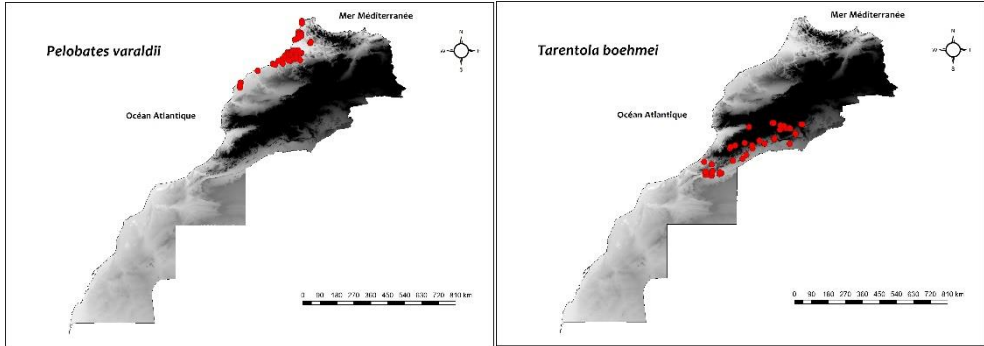 Mer Méditerranée
Pelobates varaldii
N
W E
S
Océan Atlantique
0 90 180 270 360 450 540 630 720 810 km
Mer Méditerranée
Tarentola boehmei
N
W E
S
Océan Atlantique
0 90 180 270 360 450 540 630 720 810 km